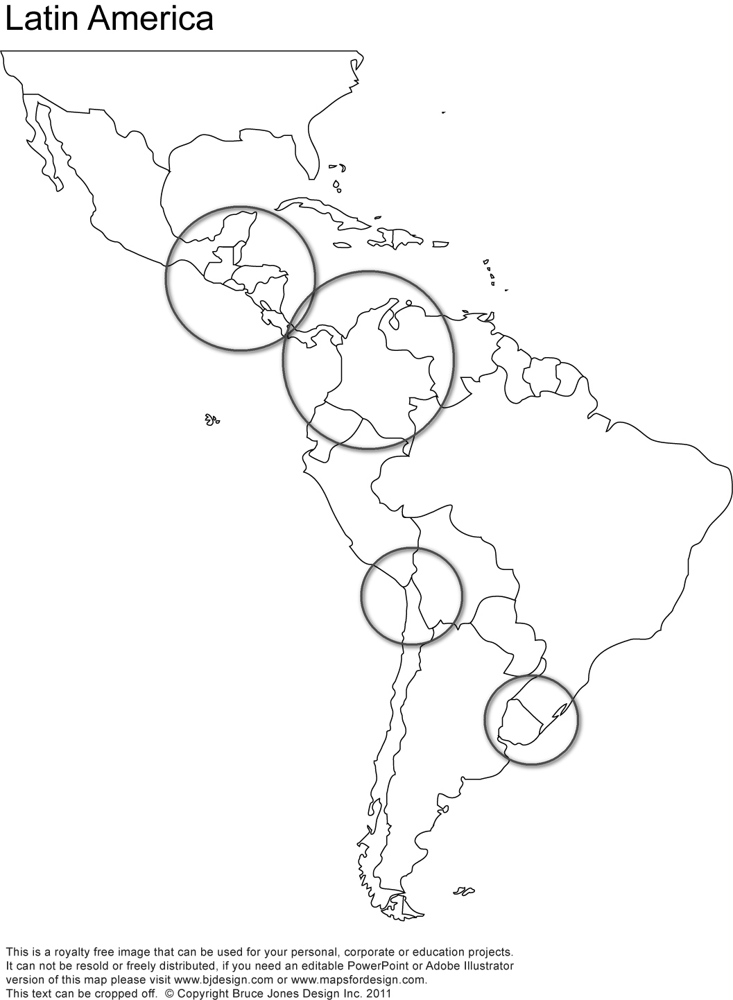 Latin America
This is a royalty free image that can be used for your personal, corporate or education projects.
It can not be resold or freely distributed, if you need an editable PowerPoint or Adobe Illustrator
version of this map please visit www.bjdesign.com or www.mapsfordesign.com.
This text can be cropped off.  © Copyright Bruce Jones Design Inc. 2011